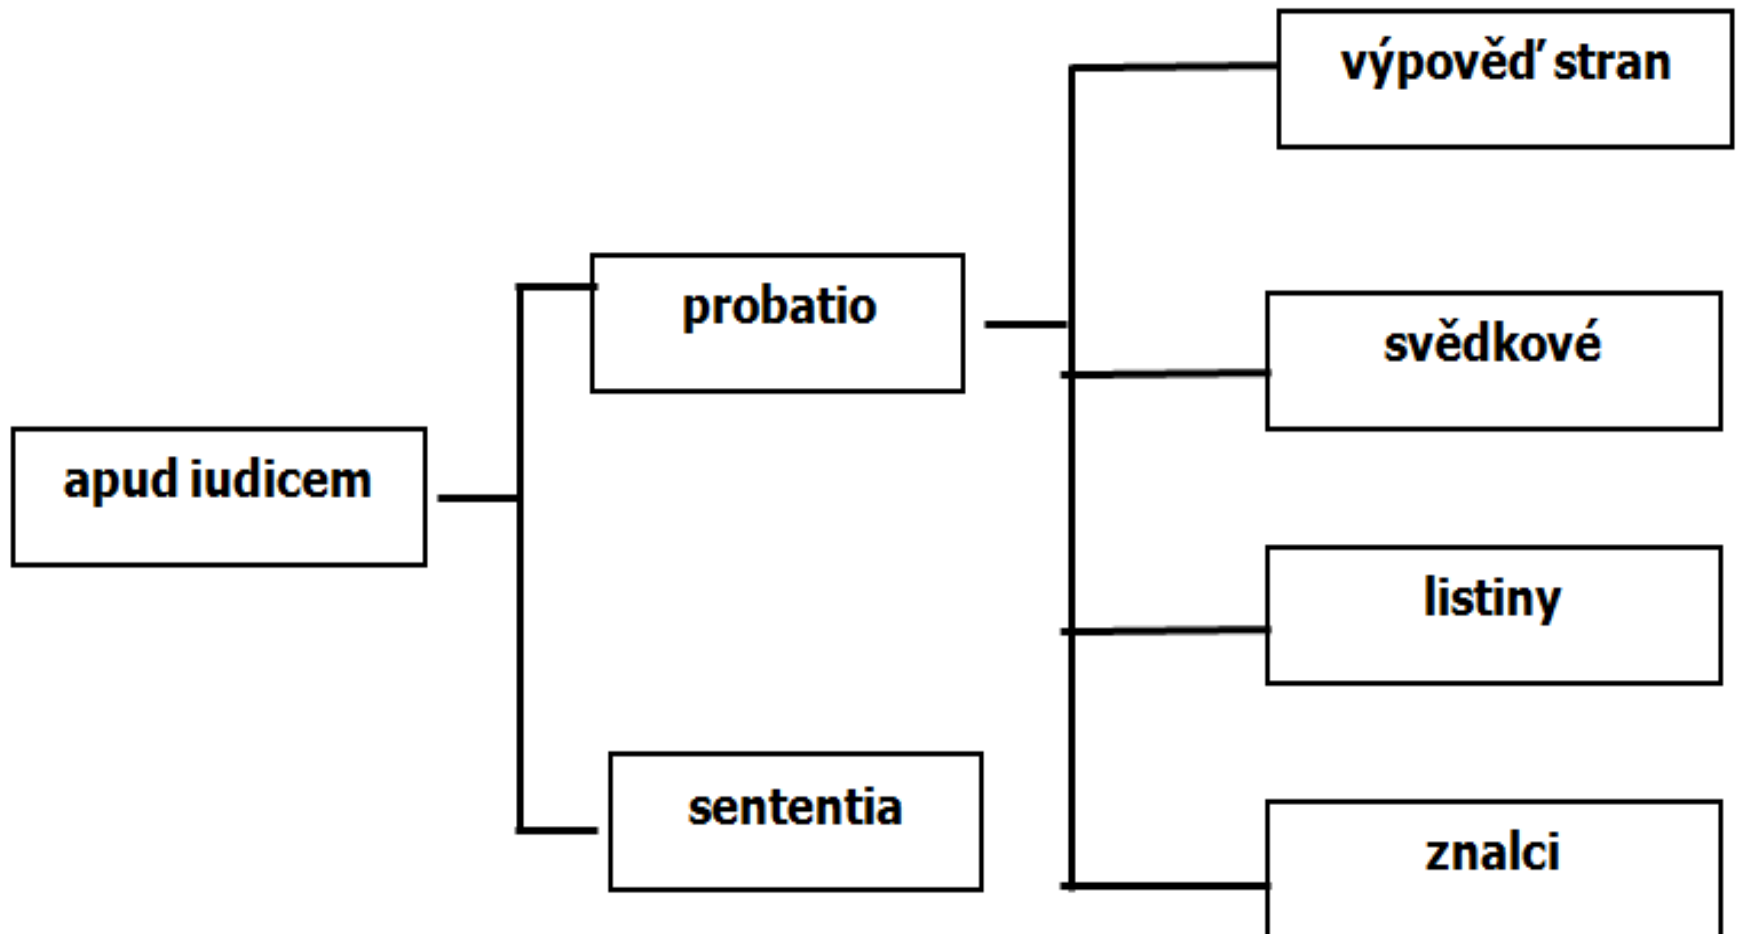 apud iudicem
probatio
sententia
výpověď stran
svědkové
listiny
znalci